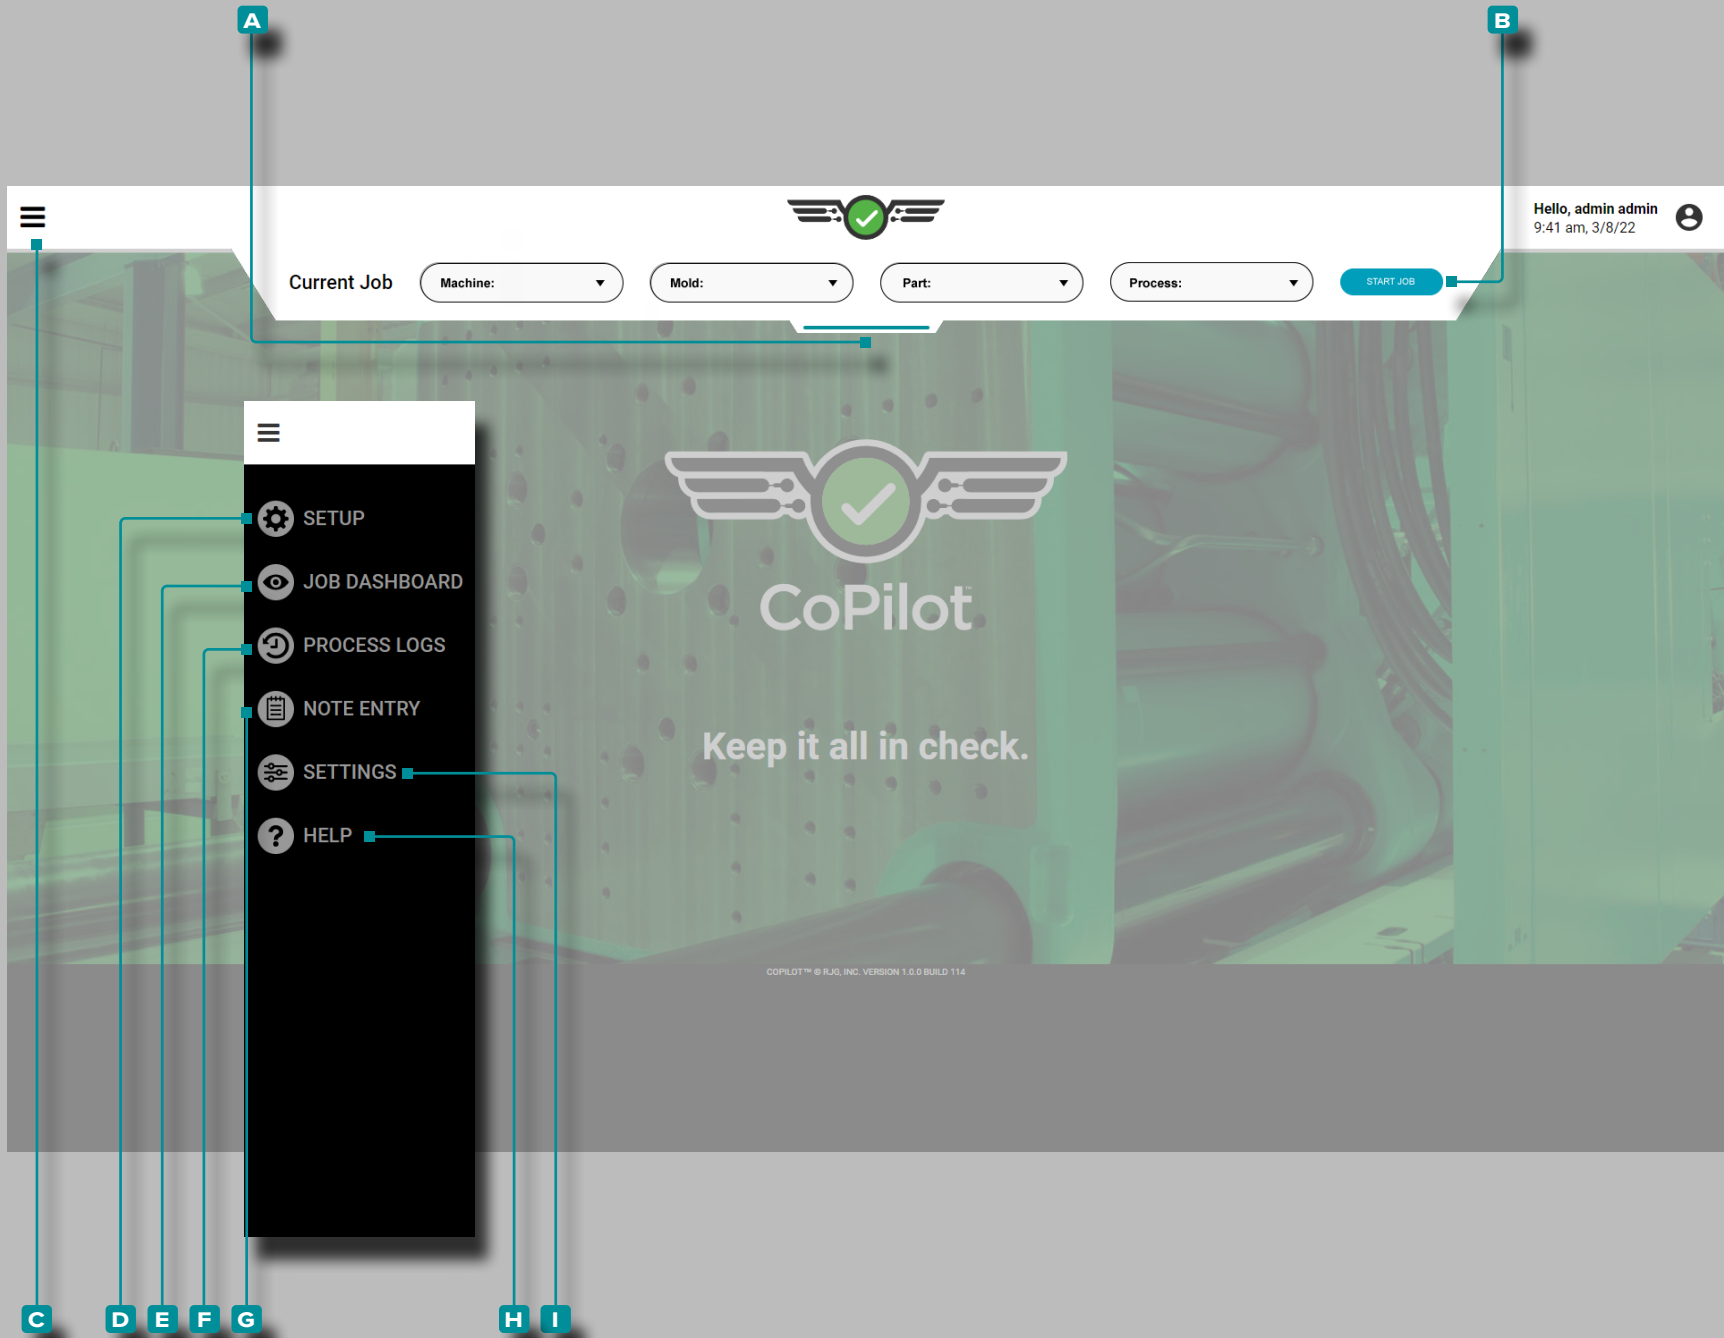 A
B
Hello, admin admin
9:41 am, 3/8/22
Current Job
Machine:
Mold:
Part:
Process:
START JOB
SETUP
JOB DASHBOARD
PROCESS LOGS
NOTE ENTRY
SETTINGS
HELP
CoPilot™
Keep it all in check.
COPILOT™ © RJG, INC. VERSION 1.0.0 BUILD 114
C
D
E
F
G
H
I